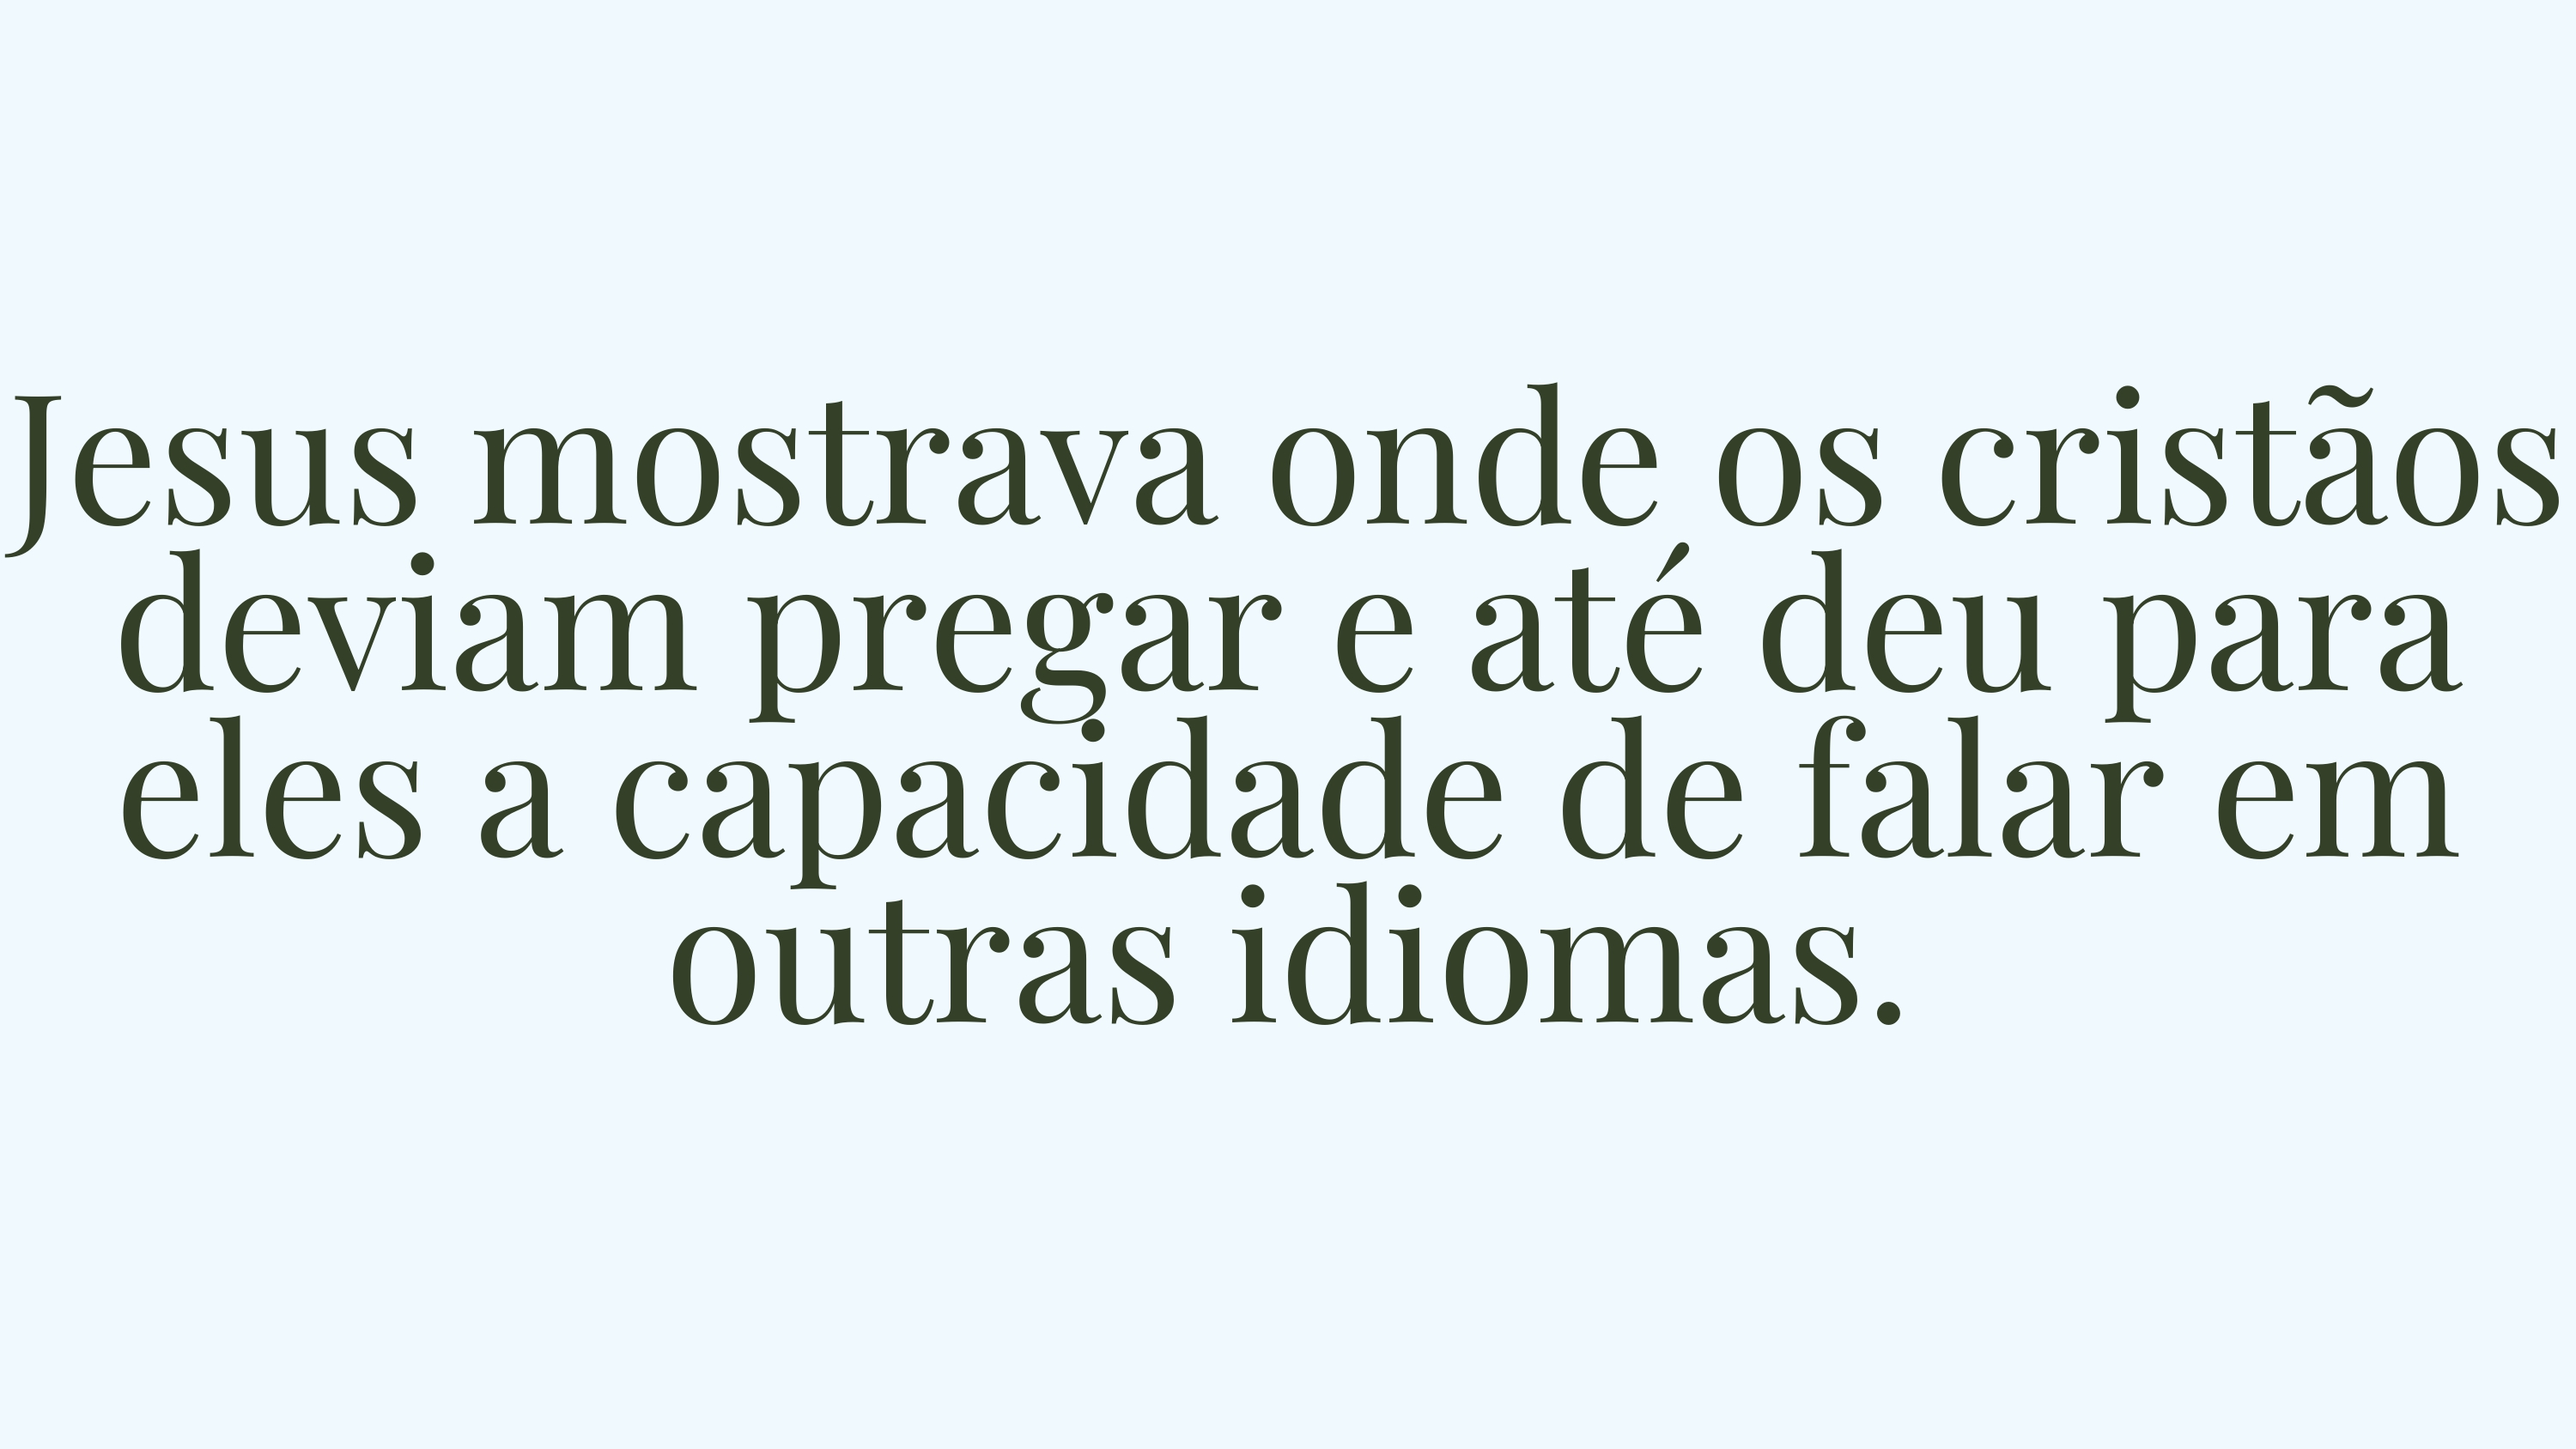 Jesus mostrava onde os cristãos
deviam pregar e até deu para
eles a capacidade de falar em
outras idiomas.